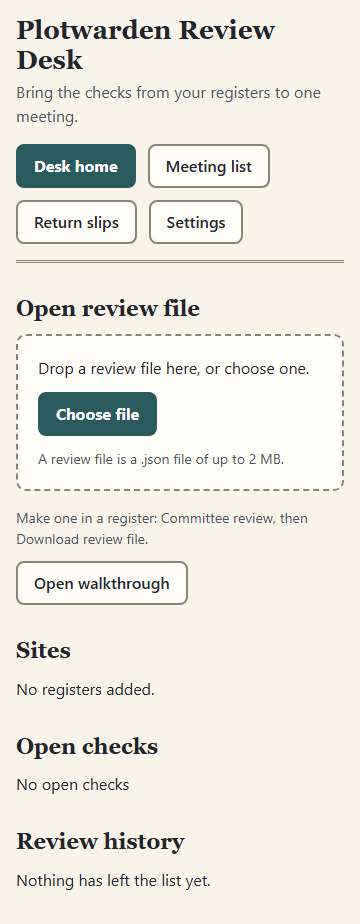 Plotwarden Review
Desk
Bring the checks from your registers to one
meeting.
Desk home
Meeting list
Return slips
Settings
Open review file
Drop a review file here, or choose one.
Choose file
A review file is a .json file of up to 2 MB.
Make one in a register: Committee review, then
Download review file.
Open walkthrough
Sites
No registers added.
Open checks
No open checks
Review history
Nothing has left the list yet.